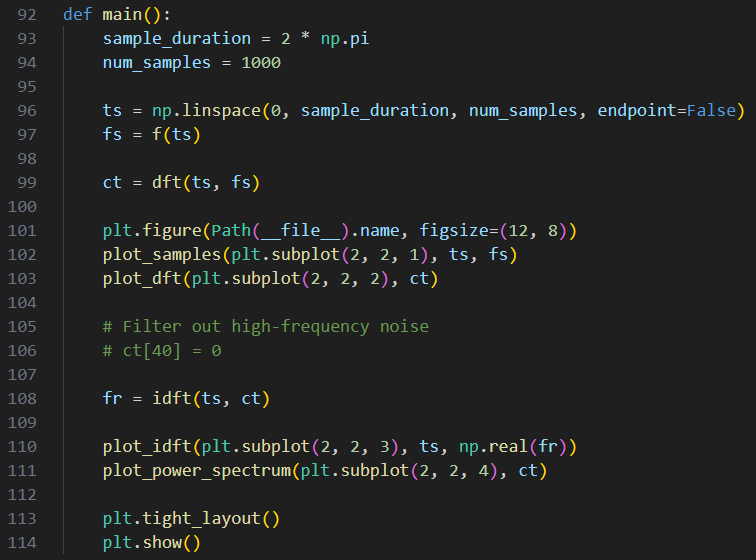 92 def main():
93     sample_duration = 2 * np.pi
94     num_samples = 1000
95
96     ts = np.linspace(0, sample_duration, num_samples, endpoint=False)
97     fs = f(ts)
98
99     ct = dft(ts, fs)
100
101     plt.figure(Path(__file__).name, figsize=(12, 8))
102     plot_samples(plt.subplot(2, 2, 1), ts, fs)
103     plot_dft(plt.subplot(2, 2, 2), ct)
104
105     # Filter out high-frequency noise
106     # ct[40] = 0
107
108     fr = idft(ts, ct)
109
110     plot_idft(plt.subplot(2, 2, 3), ts, np.real(fr))
111     plot_power_spectrum(plt.subplot(2, 2, 4), ct)
112
113     plt.tight_layout()
114     plt.show()